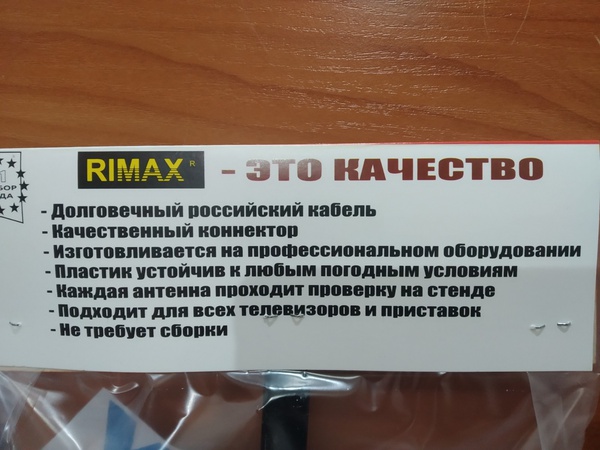 RIMAX R - ЭТО КАЧЕСТВО
- Долговечный российский кабель
- Качественный коннектор
- Изготовливается на профессиональном оборудовании
- Пластик устойчив к любым погодным условиям
- Каждая антенна проходит проверку на стенде
- Подходит для всех телевизоров и приставок
- Не требует сборки